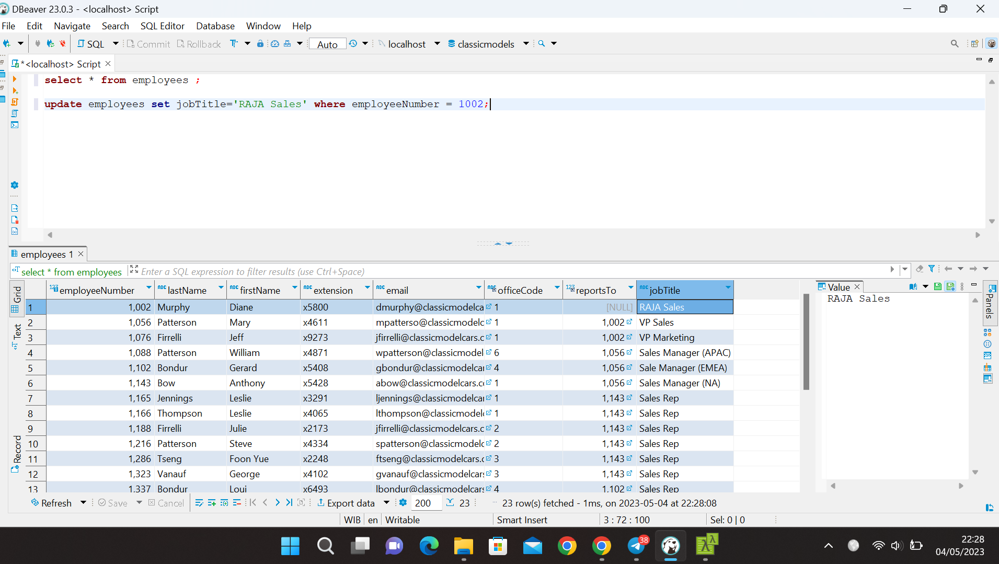 DBeaver 23.0.3 - <localhost> Script
File Edit Navigate Search SQL Editor Database Window Help
SQL Commit Rollback Auto localhost classicmodels
*<localhost> Script
select * from employees ;
update employees set jobTitle='RAJA Sales' where employeeNumber = 1002;
employees 1
select * from employees Enter a SQL expression to filter results (use Ctrl+Space)
Grid
Text
Record
employeeNumber lastName firstName extension email officeCode reportsTo jobTitle
1 1,002 Murphy Diane x5800 dmurphy@classicmodelca 1 [NULL] RAJA Sales
2 1,056 Patterson Mary x4611 mpatterso@classicmodelc 1 1,002 VP Sales
3 1,076 Firrelli Jeff x9273 jfirrelli@classicmodelcars.c 1 1,002 VP Marketing
4 1,088 Patterson William x4871 wpatterson@classicmodel 6 1,056 Sales Manager (APAC)
5 1,102 Bondur Gerard x5408 gbondur@classicmodelcar 4 1,056 Sale Manager (EMEA)
6 1,143 Bow Anthony x5428 abow@classicmodelcars.co 1 1,056 Sales Manager (NA)
7 1,165 Jennings Leslie x3291 ljennings@classicmodelcar 1 1,143 Sales Rep
8 1,166 Thompson Leslie x4065 lthompson@classicmodel 1 1,143 Sales Rep
9 1,188 Firrelli Julie x2173 jfirrelli@classicmodelcars.c 2 1,143 Sales Rep
10 1,216 Patterson Steve x4334 spatterson@classicmodelc 2 1,143 Sales Rep
11 1,286 Tseng Foon Yue x2248 ftseng@classicmodelcars.c 3 1,143 Sales Rep
12 1,323 Vanauf George x4102 gvanauf@classicmodelcars 3 1,143 Sales Rep
13 1,337 Bondur Loui x6493 lbondur@classicmodelcars 4 1,102 Sales Rep
Value
RAJA Sales
Panels
Refresh Save Cancel Export data 200 23 23 row(s) fetched - 1ms, on 2023-05-04 at 22:28:08
WIB en Writable Smart Insert 3 : 72 : 100 Sel: 0 | 0
38
22:28
04/05/2023